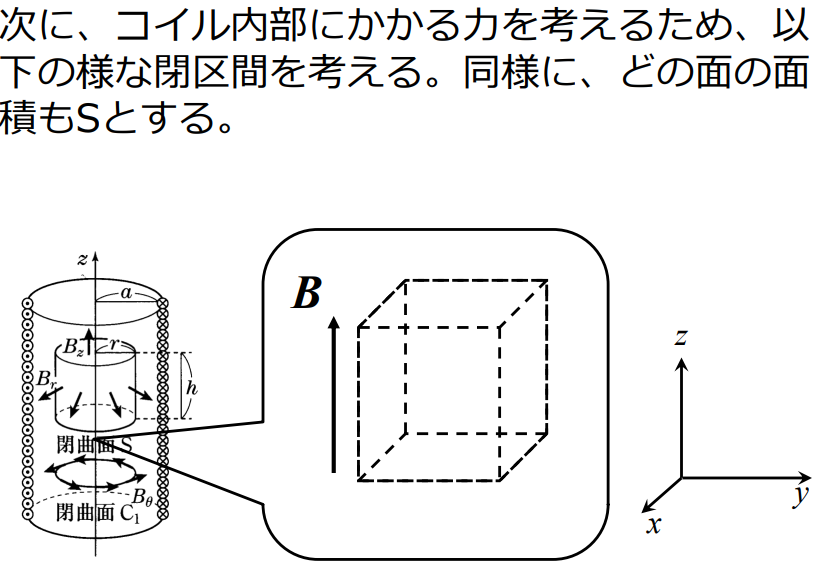 次に、コイル内部にかかる力を考えるため、以
下の様な閉区間を考える。同様に、どの面の面
積もSとする。
z
a
B_z
r
B_r
h
閉曲面 S
B_θ
閉曲面 C₁
B
z
y
x